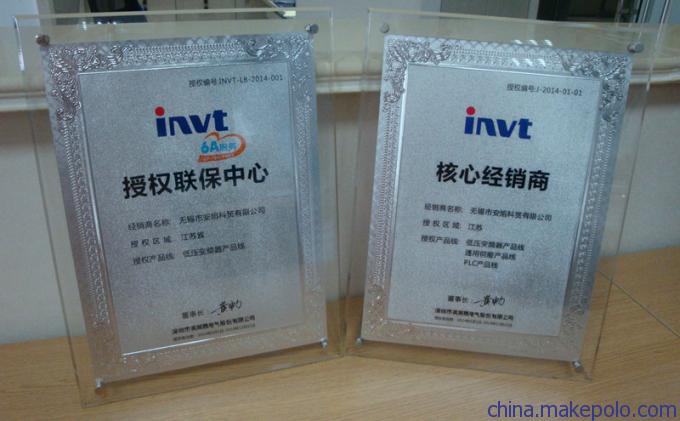 授权编号:INVT-LB-2014-001
invt
6A服务
授权联保中心
经销商名称: 无锡市安焰科贸有限公司
授权区域: 江苏省
授权产品线: 低压变频器产品线
董事长:
深圳市英威腾电气股份有限公司
授权编号:J-2014-01-01
invt
核心经销商
经销商名称: 无锡市安焰科贸有限公司
授权区域: 江苏
授权产品线: 低压变频器产品线
通用伺服产品线
PLC产品线
董事长:
深圳市英威腾电气股份有限公司
china.makepolo.com